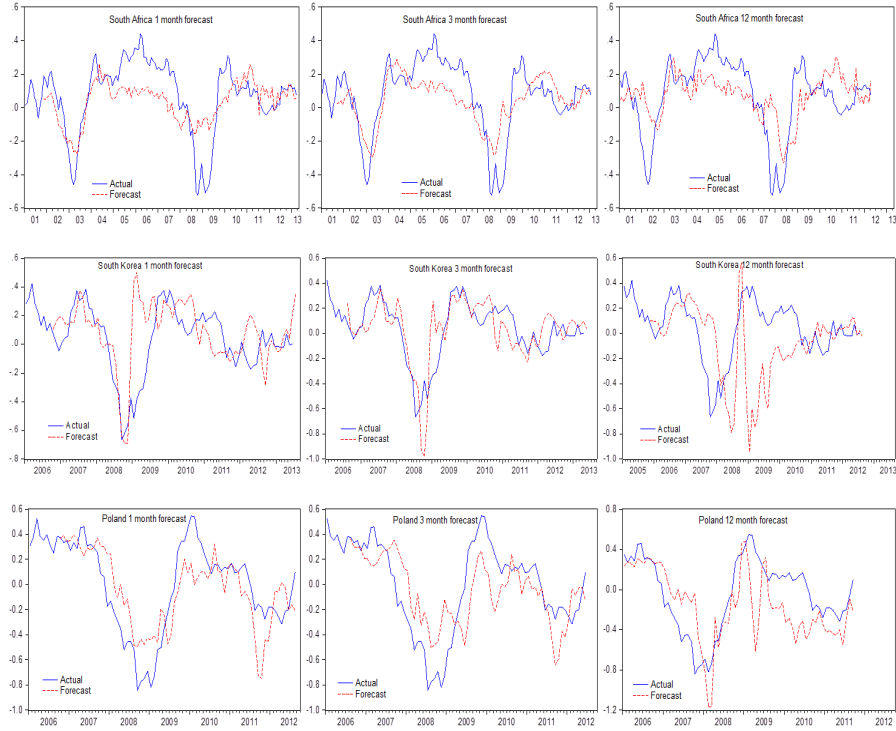 South Africa 1 month forecast
.6
.4
.2
.0
-.2
-.4
-.6
Actual
Forecast
01 02 03 04 05 06 07 08 09 10 11 12 13
South Africa 3 month forecast
.6
.4
.2
.0
-.2
-.4
-.6
Actual
Forecast
01 02 03 04 05 06 07 08 09 10 11 12 13
South Africa 12 month forecast
.6
.4
.2
.0
-.2
-.4
-.6
Actual
Forecast
01 02 03 04 05 06 07 08 09 10 11 12 13
South Korea 1 month forecast
.6
.4
.2
.0
-.2
-.4
-.6
-.8
Actual
Forecast
2006 2007 2008 2009 2010 2011 2012 2013
South Korea 3 month forecast
0.6
0.4
0.2
0.0
-0.2
-0.4
-0.6
-0.8
-1.0
Actual
Forecast
2006 2007 2008 2009 2010 2011 2012 2013
South Korea 12 month forecast
0.6
0.4
0.2
0.0
-0.2
-0.4
-0.6
-0.8
-1.0
Actual
Forecast
2005 2006 2007 2008 2009 2010 2011 2012 2013
Poland 1 month forecast
0.6
0.4
0.2
0.0
-0.2
-0.4
-0.6
-0.8
-1.0
Actual
Forecast
2006 2007 2008 2009 2010 2011 2012
Poland 3 month forecast
0.6
0.4
0.2
0.0
-0.2
-0.4
-0.6
-0.8
-1.0
Actual
Forecast
2006 2007 2008 2009 2010 2011 2012
Poland 12 month forecast
0.8
0.4
0.0
-0.4
-0.8
-1.2
Actual
Forecast
2006 2007 2008 2009 2010 2011 2012